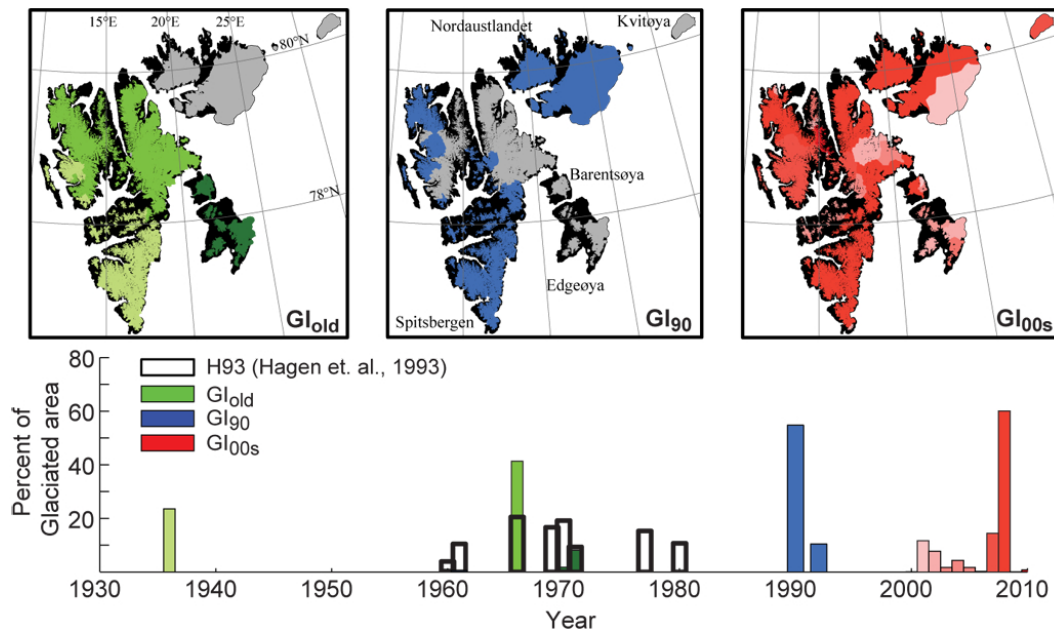 15°E 20°E 25°E
80°N
78°N
GIold
Nordaustlandet
Kvitøya
Barentsøya
Edgeøya
Spitsbergen
GI90
GI00s
Percent of
Glaciated area
80
60
40
20
H93 (Hagen et. al., 1993)
GIold
GI90
GI00s
1930 1940 1950 1960 1970 1980 1990 2000 2010
Year